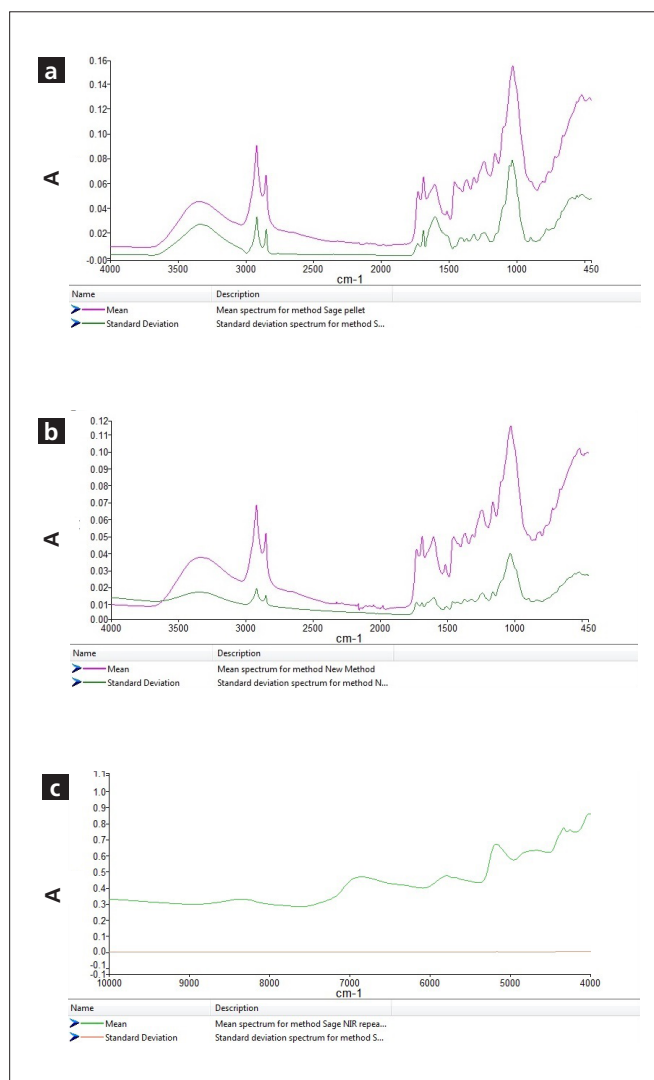 a
0.16
0.14
0.12
0.10
0.08
0.06
0.04
0.02
-0.00
A
4000 3500 3000 2500 2000 1500 1000 450
cm-1
Name Description
Mean Mean spectrum for method Sage pellet
Standard Deviation Standard deviation spectrum for method S...
b
0.12
0.11
0.10
0.09
0.08
0.07
0.06
0.05
0.04
0.03
0.02
0.01
0.00
A
4000 3500 3000 2500 2000 1500 1000 450
cm-1
Name Description
Mean Mean spectrum for method New Method
Standard Deviation Standard deviation spectrum for method N...
c
1.1
1.0
0.9
0.8
0.7
0.6
0.5
0.4
0.3
0.2
0.1
0.0
-0.1
-0.1
A
10000 9000 8000 7000 6000 5000 4000
cm-1
Name Description
Mean Mean spectrum for method Sage NIR repea...
Standard Deviation Standard deviation spectrum for method S...